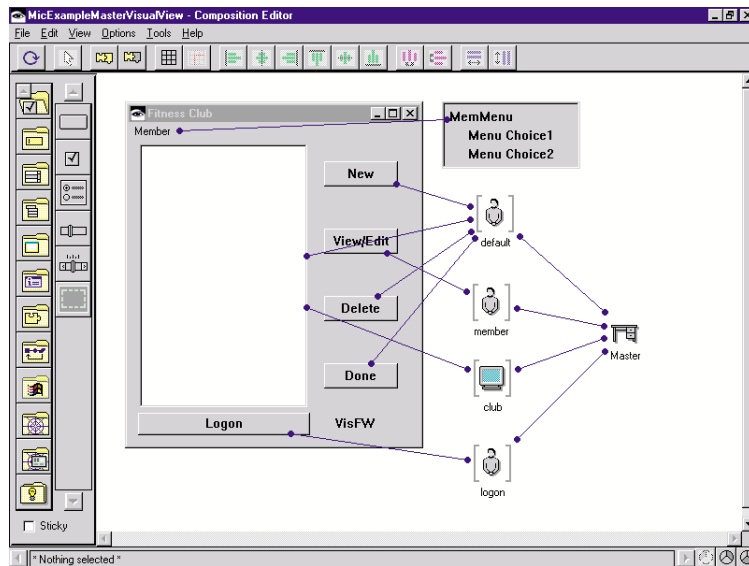 MicExampleMasterVisualView - Composition Editor
File Edit View Options Tools Help
Fitness Club
Member
MemMenu
Menu Choice1
Menu Choice2
New
View/Edit
default
Delete
member
Master
Done
club
Logon
VisFW
logon
Sticky
* Nothing selected *